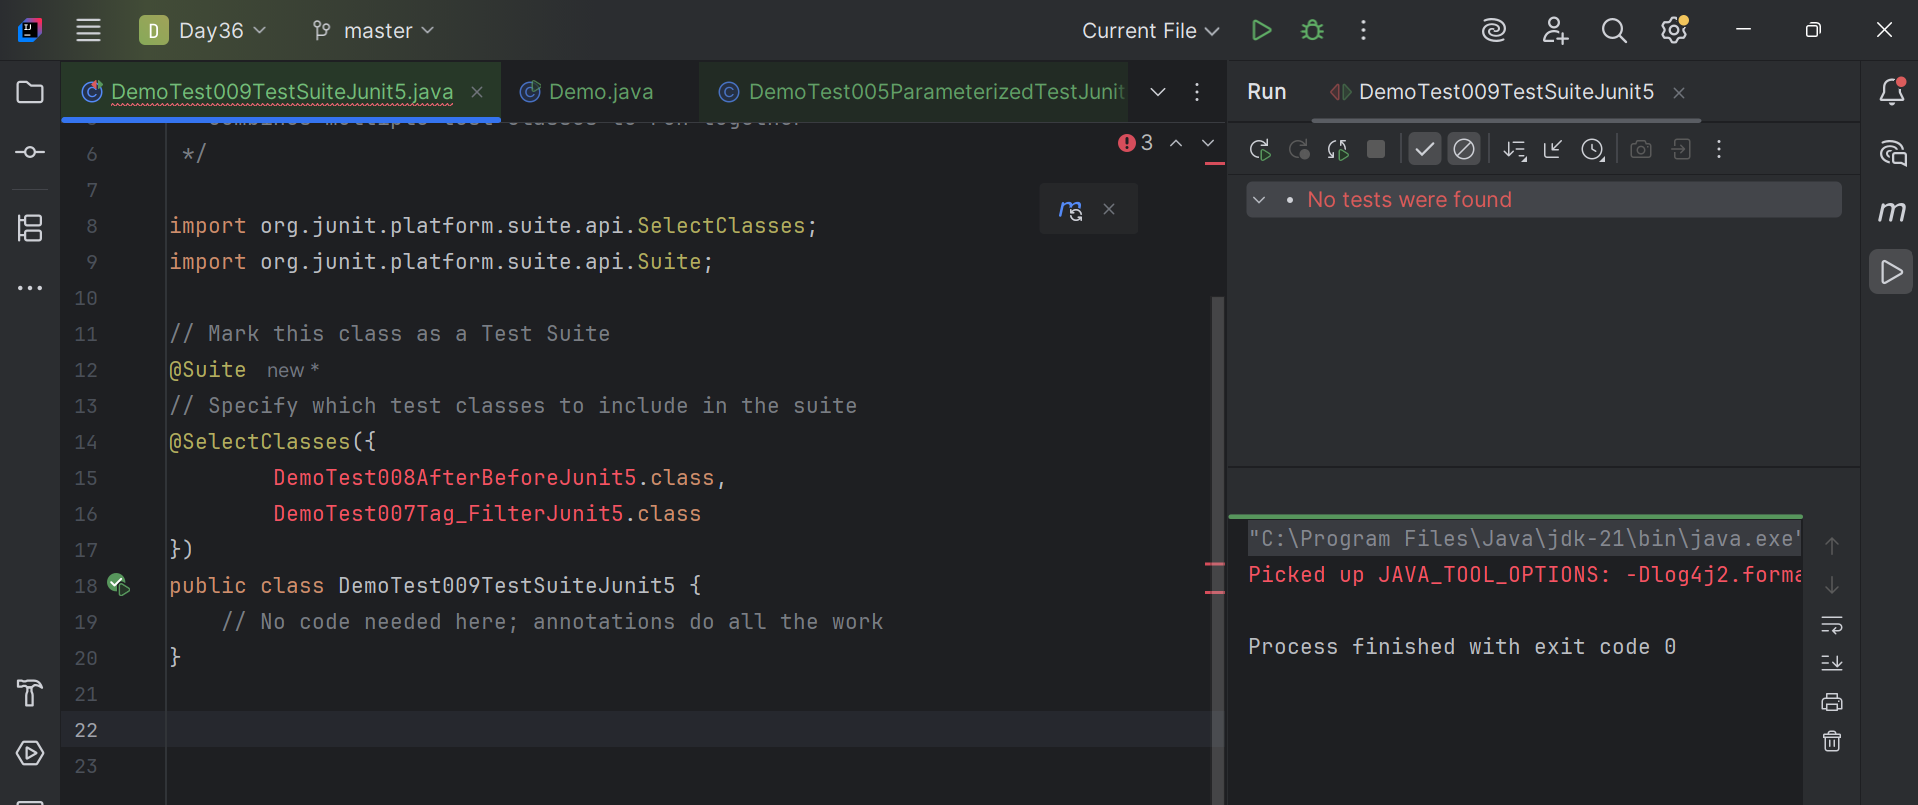 D Day36 master Current File
DemoTest009TestSuiteJunit5.java Demo.java DemoTest005ParameterizedTestJunit
Run DemoTest009TestSuiteJunit5
3
6 */
7
8 import org.junit.platform.suite.api.SelectClasses;
9 import org.junit.platform.suite.api.Suite;
10
11 // Mark this class as a Test Suite
12 @Suite new *
13 // Specify which test classes to include in the suite
14 @SelectClasses({
15 DemoTest008AfterBeforeJunit5.class,
16 DemoTest007Tag_FilterJunit5.class
17 })
18 public class DemoTest009TestSuiteJunit5 {
19 // No code needed here; annotations do all the work
20 }
21
22
23
No tests were found
"C:\Program Files\Java\jdk-21\bin\java.exe"
Picked up JAVA_TOOL_OPTIONS: -Dlog4j2.forma
Process finished with exit code 0